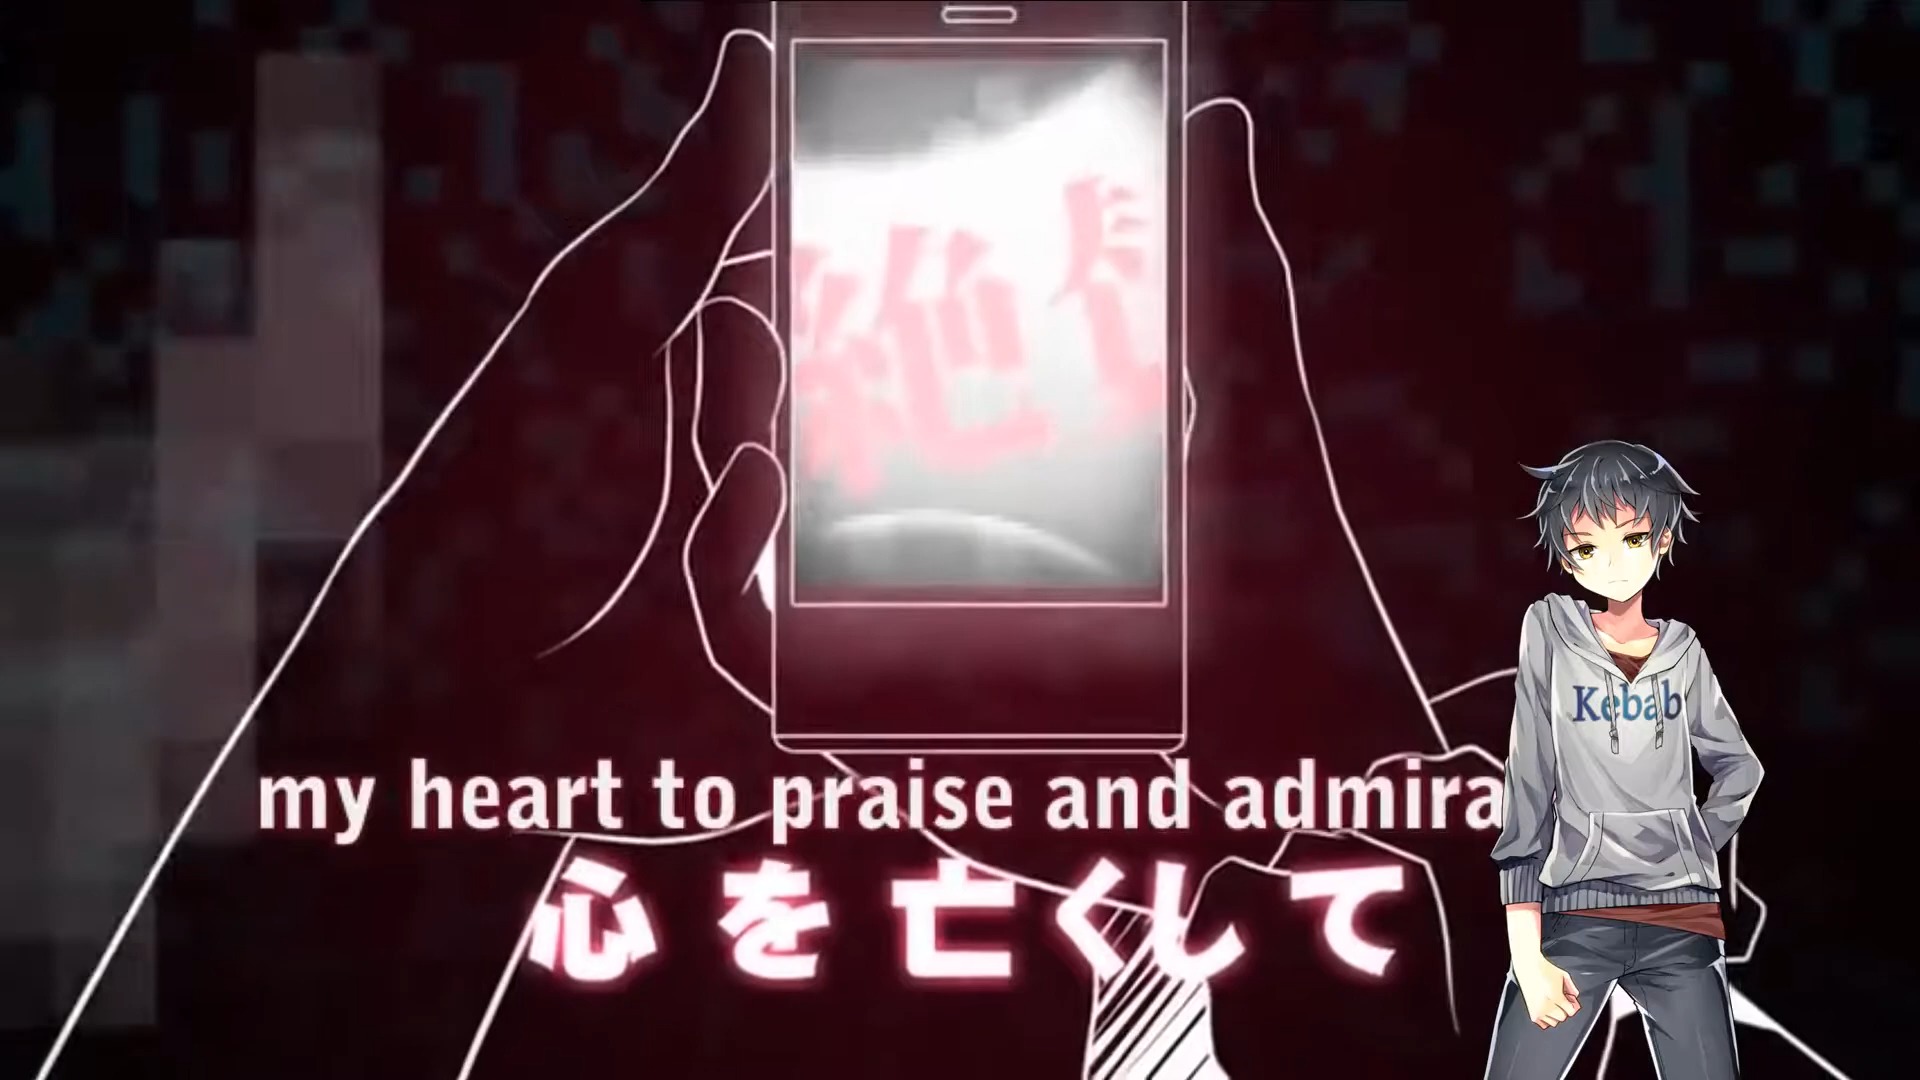 絶
Kebab
my heart to praise and admira
心を亡くして